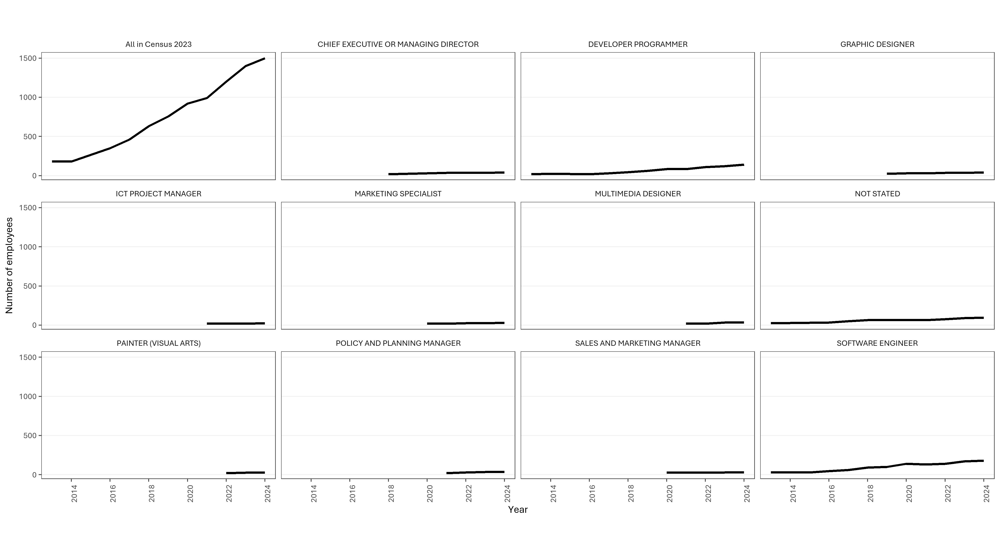 All in Census 2023
CHIEF EXECUTIVE OR MANAGING DIRECTOR
DEVELOPER PROGRAMMER
GRAPHIC DESIGNER
1500
1000
500
0
ICT PROJECT MANAGER
MARKETING SPECIALIST
MULTIMEDIA DESIGNER
NOT STATED
1500
1000
500
0
Number of employees
PAINTER (VISUAL ARTS)
POLICY AND PLANNING MANAGER
SALES AND MARKETING MANAGER
SOFTWARE ENGINEER
1500
1000
500
0
2014 2016 2018 2020 2022 2024
2014 2016 2018 2020 2022 2024
2014 2016 2018 2020 2022 2024
2014 2016 2018 2020 2022 2024
Year